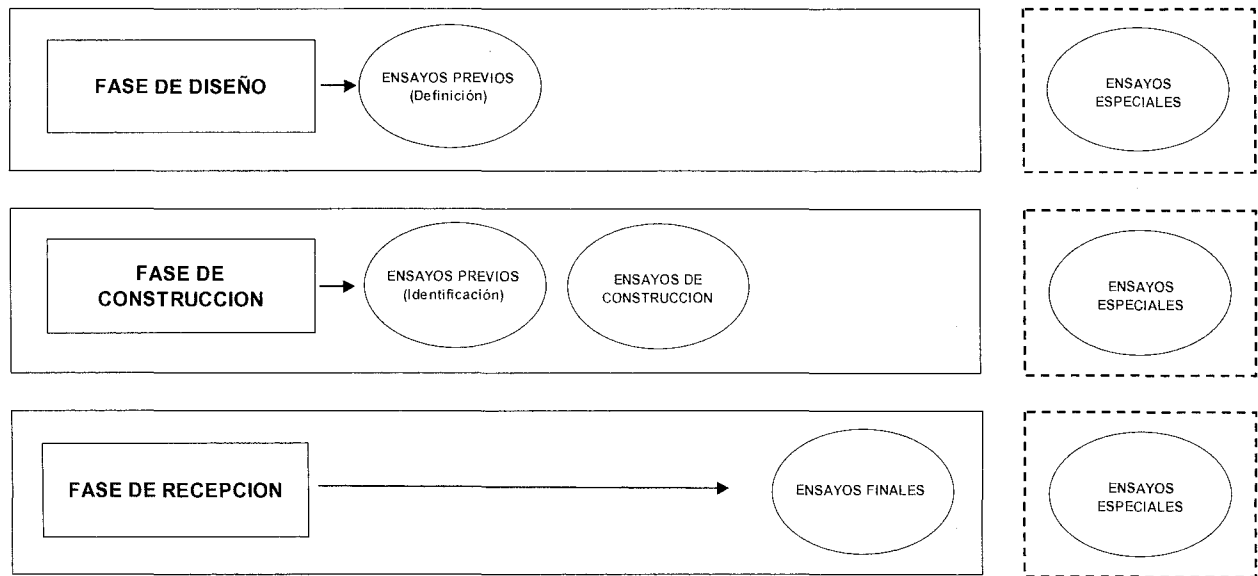 FASE DE DISEÑO
ENSAYOS PREVIOS
(Definición)
ENSAYOS
ESPECIALES
FASE DE
CONSTRUCCION
ENSAYOS PREVIOS
(Identificación)
ENSAYOS DE
CONSTRUCCION
ENSAYOS
ESPECIALES
FASE DE RECEPCION
ENSAYOS FINALES
ENSAYOS
ESPECIALES